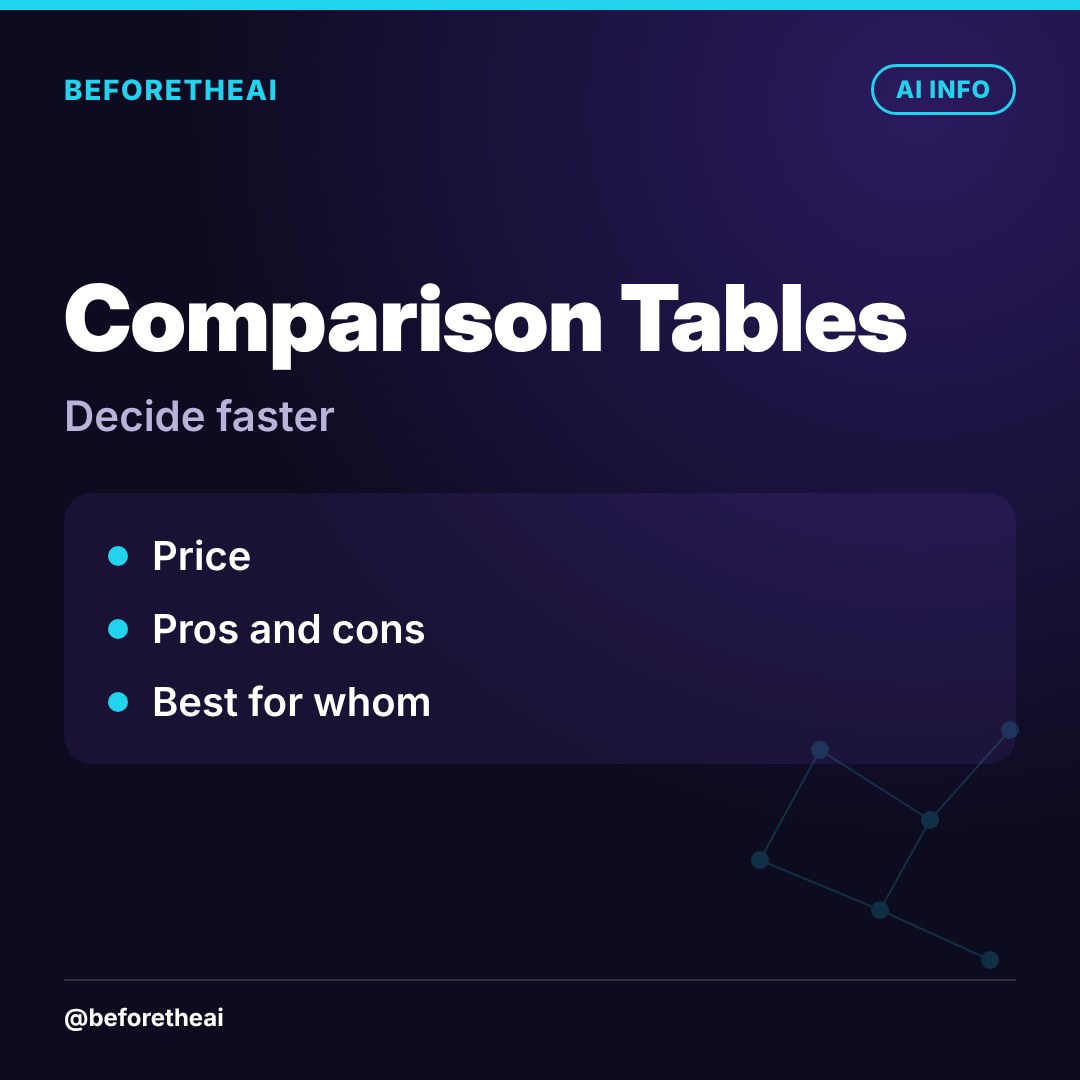 BEFORETHEAI
AI INFO
Comparison Tables
Decide faster
Price
Pros and cons
Best for whom
@beforetheai